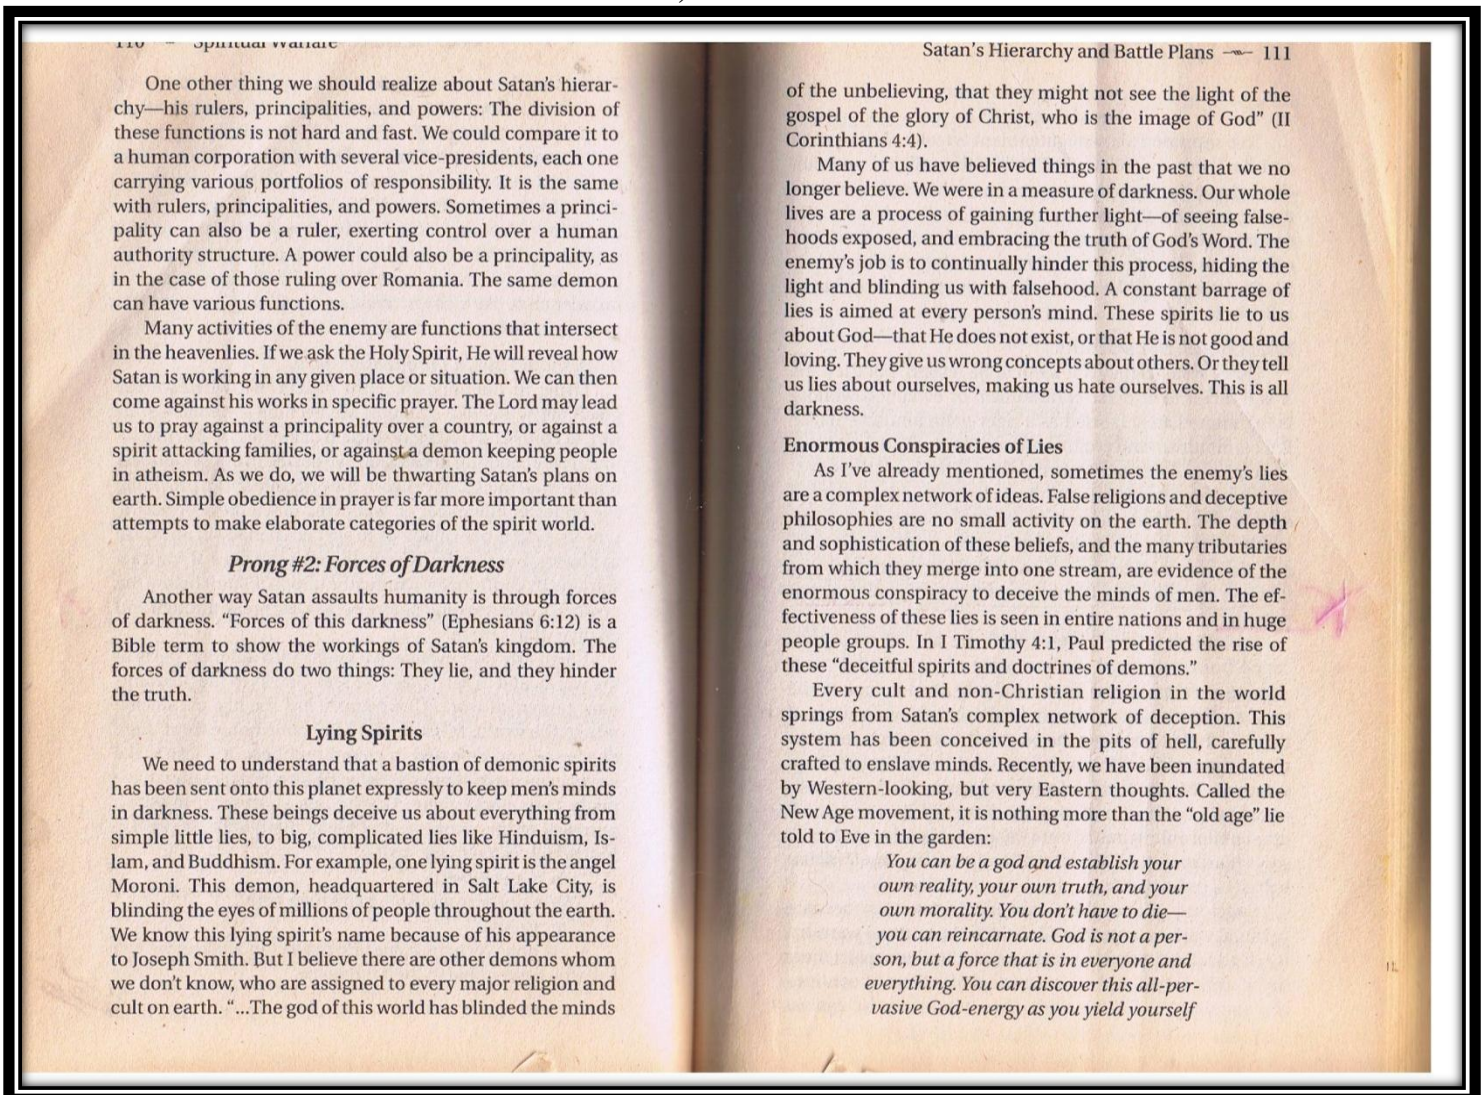 110 – Spiritual Warfare
One other thing we should realize about Satan's hierar-
chy—his rulers, principalities, and powers: The division of
these functions is not hard and fast. We could compare it to
a human corporation with several vice-presidents, each one
carrying various portfolios of responsibility. It is the same
with rulers, principalities, and powers. Sometimes a princi-
pality can also be a ruler, exerting control over a human
authority structure. A power could also be a principality, as
in the case of those ruling over Romania. The same demon
can have various functions.
Many activities of the enemy are functions that intersect
in the heavenlies. If we ask the Holy Spirit, He will reveal how
Satan is working in any given place or situation. We can then
come against his works in specific prayer. The Lord may lead
us to pray against a principality over a country, or against a
spirit attacking families, or against a demon keeping people
in atheism. As we do, we will be thwarting Satan's plans on
earth. Simple obedience in prayer is far more important than
attempts to make elaborate categories of the spirit world.
Prong #2: Forces of Darkness
Another way Satan assaults humanity is through forces
of darkness. "Forces of this darkness" (Ephesians 6:12) is a
Bible term to show the workings of Satan's kingdom. The
forces of darkness do two things: They lie, and they hinder
the truth.
Lying Spirits
We need to understand that a bastion of demonic spirits
has been sent onto this planet expressly to keep men's minds
in darkness. These beings deceive us about everything from
simple little lies, to big, complicated lies like Hinduism, Is-
lam, and Buddhism. For example, one lying spirit is the angel
Moroni. This demon, headquartered in Salt Lake City, is
blinding the eyes of millions of people throughout the earth.
We know this lying spirit's name because of his appearance
to Joseph Smith. But I believe there are other demons whom
we don't know, who are assigned to every major religion and
cult on earth. "...The god of this world has blinded the minds
Satan's Hierarchy and Battle Plans — 111
of the unbelieving, that they might not see the light of the
gospel of the glory of Christ, who is the image of God" (II
Corinthians 4:4).
Many of us have believed things in the past that we no
longer believe. We were in a measure of darkness. Our whole
lives are a process of gaining further light—of seeing false-
hoods exposed, and embracing the truth of God's Word. The
enemy's job is to continually hinder this process, hiding the
light and blinding us with falsehood. A constant barrage of
lies is aimed at every person's mind. These spirits lie to us
about God—that He does not exist, or that He is not good and
loving. They give us wrong concepts about others. Or they tell
us lies about ourselves, making us hate ourselves. This is all
darkness.
Enormous Conspiracies of Lies
As I've already mentioned, sometimes the enemy's lies
are a complex network of ideas. False religions and deceptive
philosophies are no small activity on the earth. The depth
and sophistication of these beliefs, and the many tributaries
from which they merge into one stream, are evidence of the
enormous conspiracy to deceive the minds of men. The ef-
fectiveness of these lies is seen in entire nations and in huge
people groups. In I Timothy 4:1, Paul predicted the rise of
these "deceitful spirits and doctrines of demons."
Every cult and non-Christian religion in the world
springs from Satan's complex network of deception. This
system has been conceived in the pits of hell, carefully
crafted to enslave minds. Recently, we have been inundated
by Western-looking, but very Eastern thoughts. Called the
New Age movement, it is nothing more than the "old age" lie
told to Eve in the garden:
You can be a god and establish your
own reality, your own truth, and your
own morality. You don't have to die—
you can reincarnate. God is not a per-
son, but a force that is in everyone and
everything. You can discover this all-per-
vasive God-energy as you yield yourself